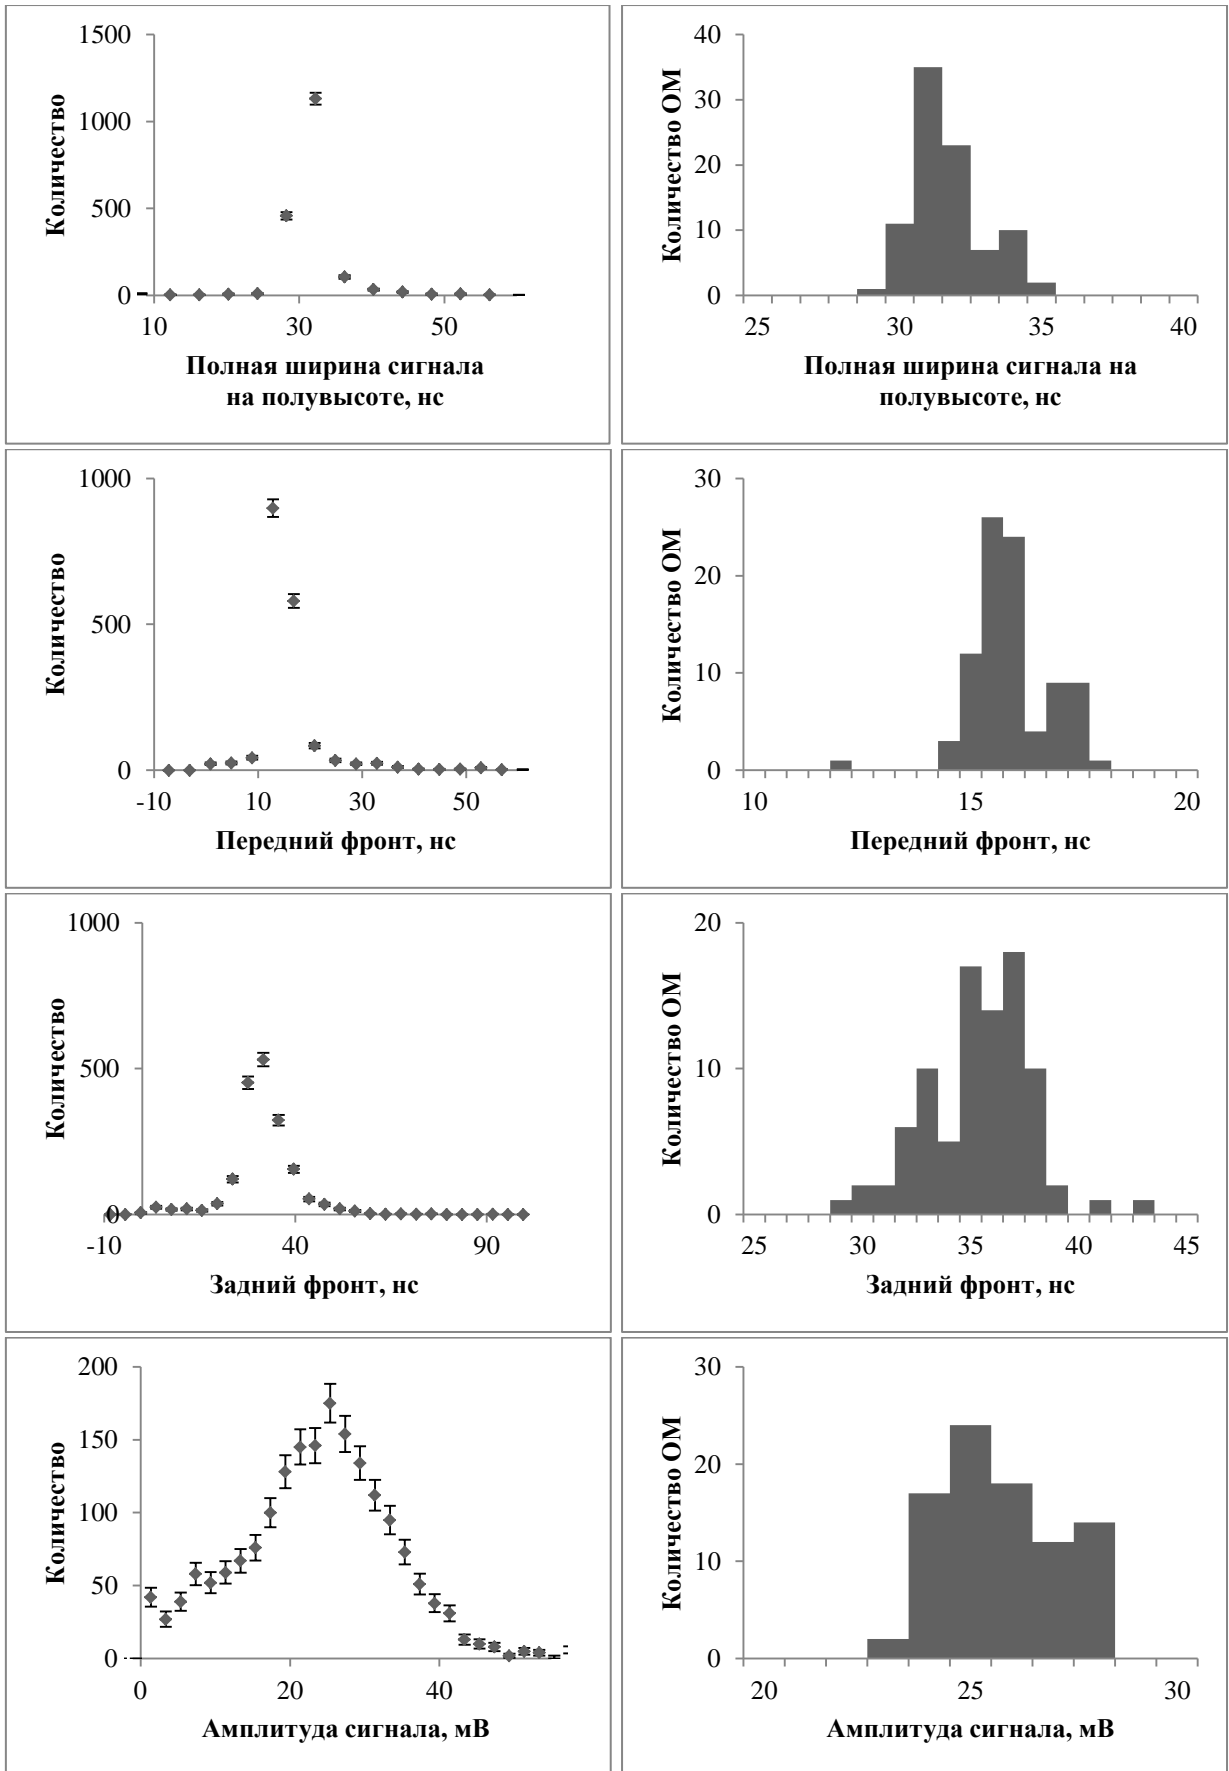 1500
1000
500
0
10 30 50
Количество
Полная ширина сигнала
на полувысоте, нс
40
30
20
10
0
25 30 35 40
Количество ОМ
Полная ширина сигнала на
полувысоте, нс
1000
500
0
-10 10 30 50
Количество
Передний фронт, нс
30
20
10
0
10 15 20
Количество ОМ
Передний фронт, нс
1000
500
0
-10 40 90
Количество
Задний фронт, нс
20
10
0
25 30 35 40 45
Количество ОМ
Задний фронт, нс
200
150
100
50
0
0 20 40
Количество
Амплитуда сигнала, мВ
30
20
10
0
20 25 30
Количество ОМ
Амплитуда сигнала, мВ